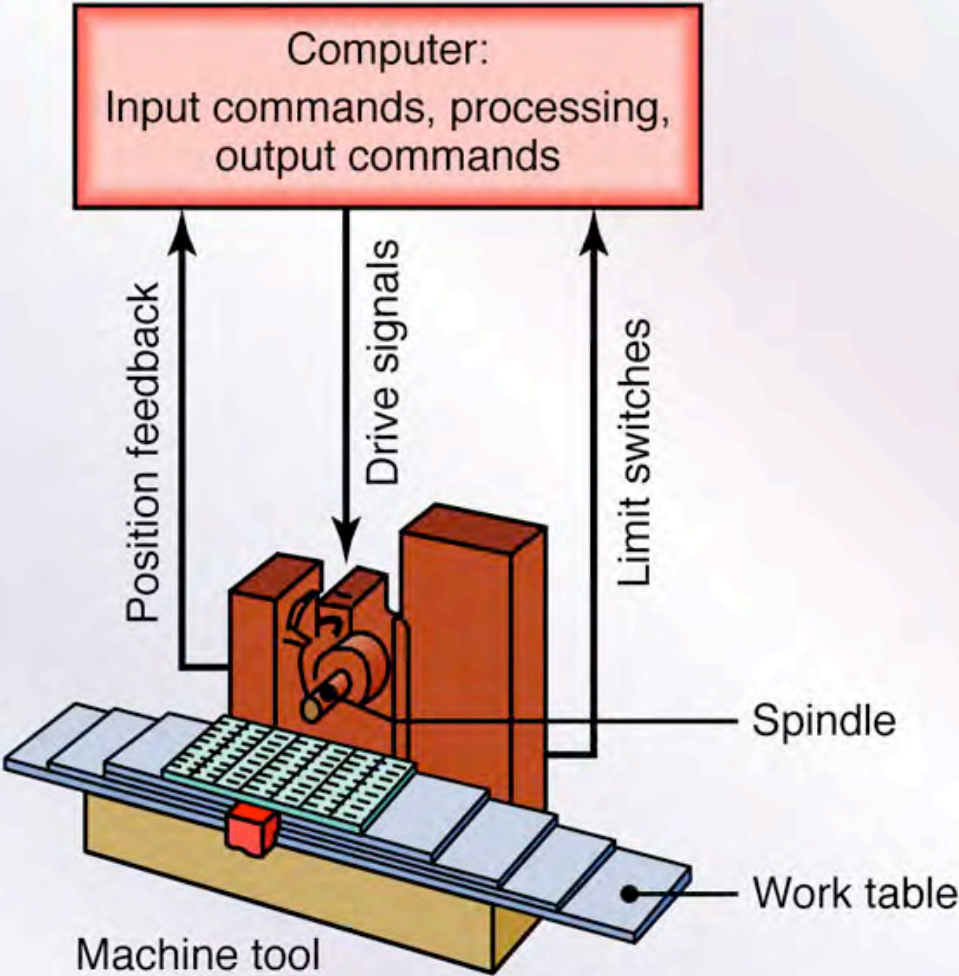 Computer:
Input commands, processing,
output commands
Position feedback
Drive signals
Limit switches
Spindle
Work table
Machine tool